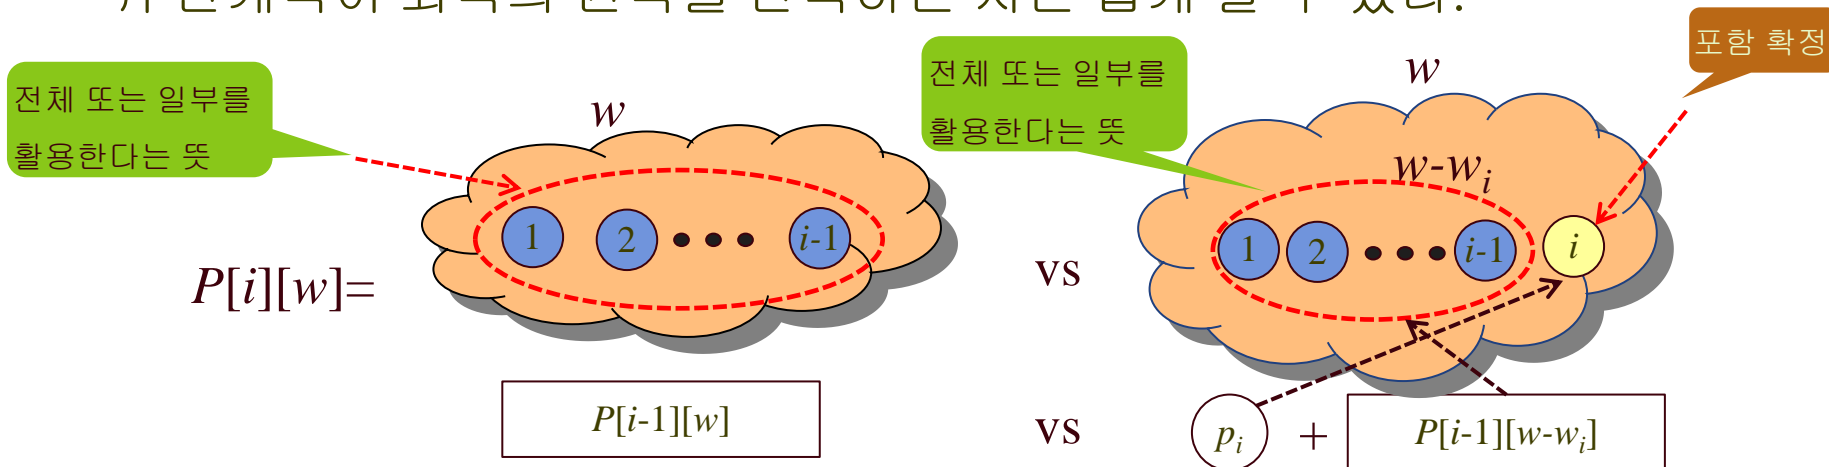 포함 확정
전체 또는 일부를
활용한다는 뜻
w
전체 또는 일부를
활용한다는 뜻
w
w-wᵢ
P[i][w]=
1 2 ••• i-1
vs
1 2 ••• i-1 i
P[i-1][w]
vs
pᵢ + P[i-1][w-wᵢ]